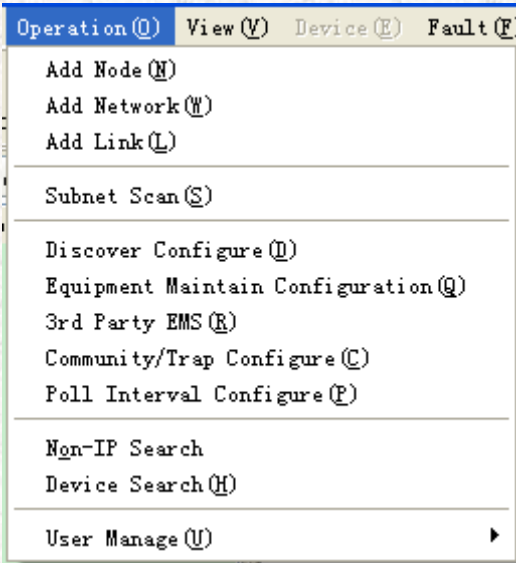 Operation(O) View(V) Device(E) Fault(F)
Add Node(N)
Add Network(W)
Add Link(L)
Subnet Scan(S)
Discover Configure(D)
Equipment Maintain Configuration(Q)
3rd Party EMS(R)
Community/Trap Configure(C)
Poll Interval Configure(P)
Non-IP Search
Device Search(H)
User Manage(U)